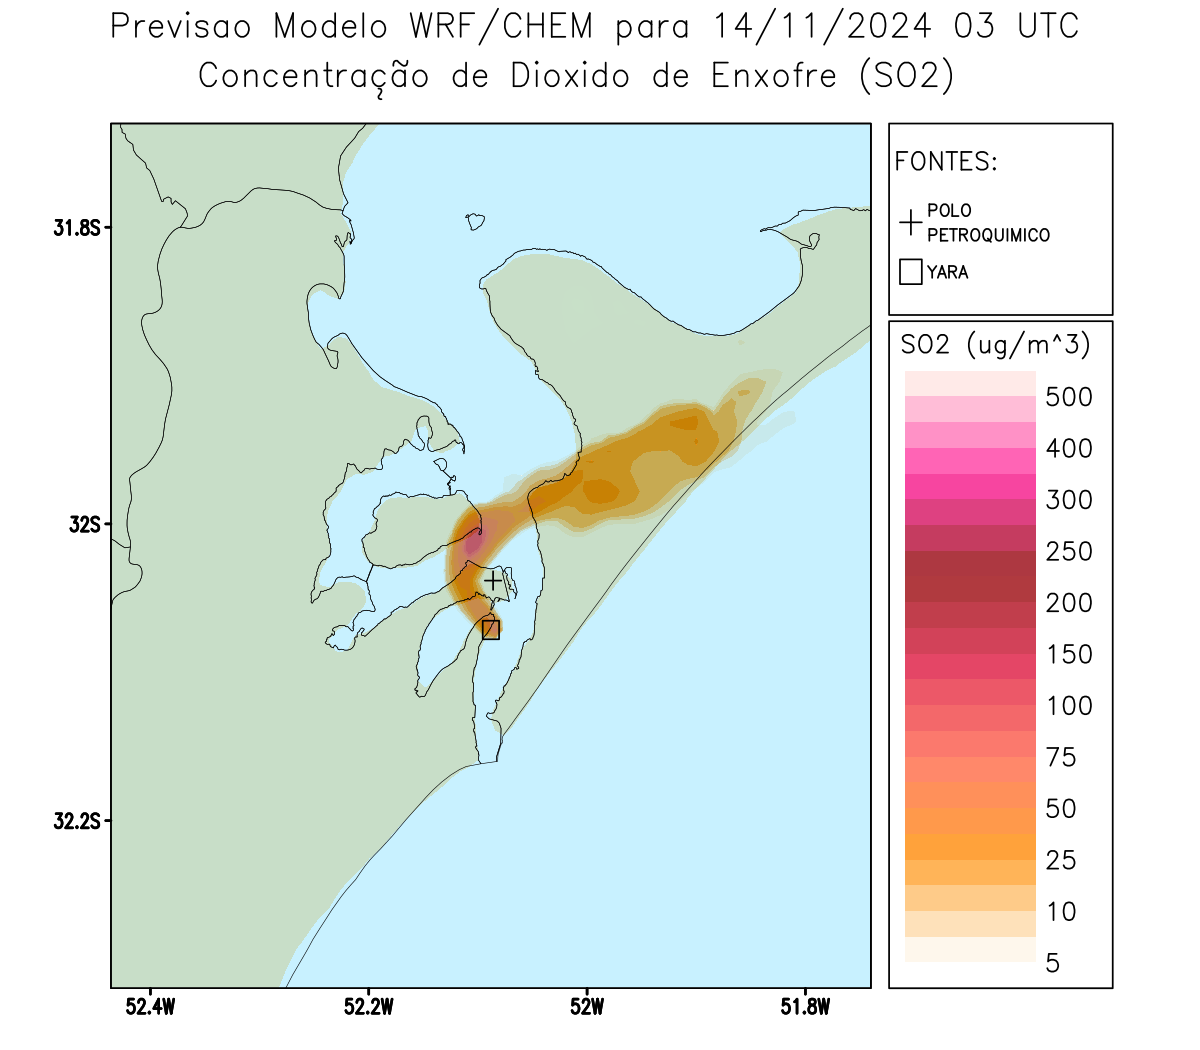 Previsao Modelo WRF/CHEM para 14/11/2024 03 UTC
Concentração de Dioxido de Enxofre (SO2)
FONTES:
POLO
PETROQUIMICO
YARA
31.8S
32S
32.2S
52.4W
52.2W
52W
51.8W
SO2 (ug/m^3)
500
400
300
250
200
150
100
75
50
25
10
5